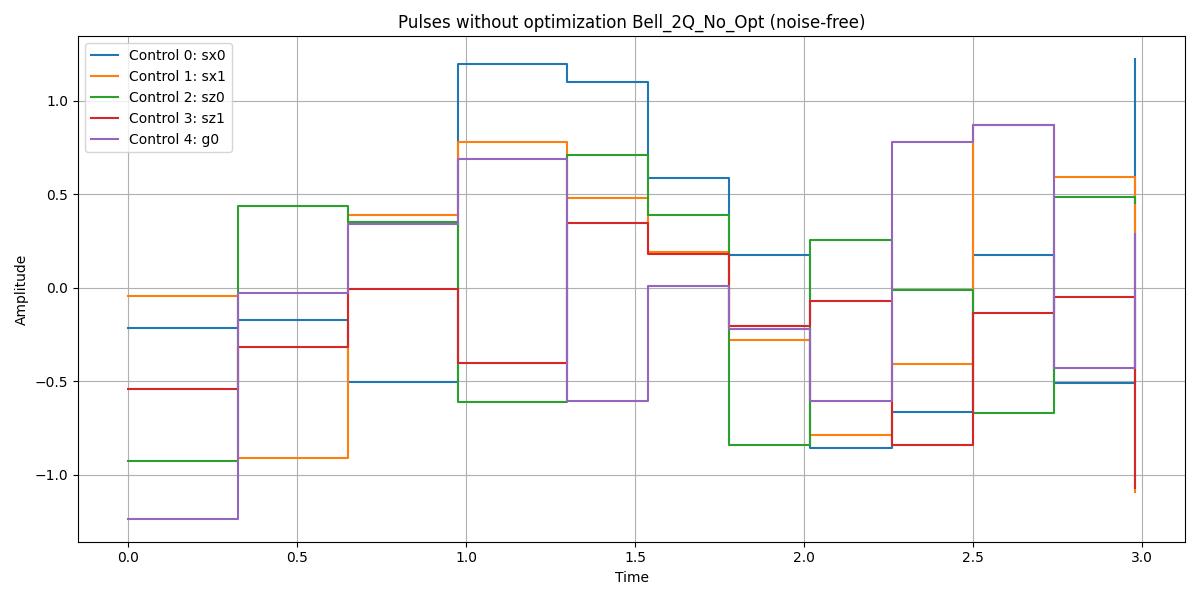 Pulses without optimization Bell_2Q_No_Opt (noise-free)
Control 0: sx0
Control 1: sx1
Control 2: sz0
Control 3: sz1
Control 4: g0
Amplitude
1.0
0.5
0.0
−0.5
−1.0
0.0 0.5 1.0 1.5 2.0 2.5 3.0
Time